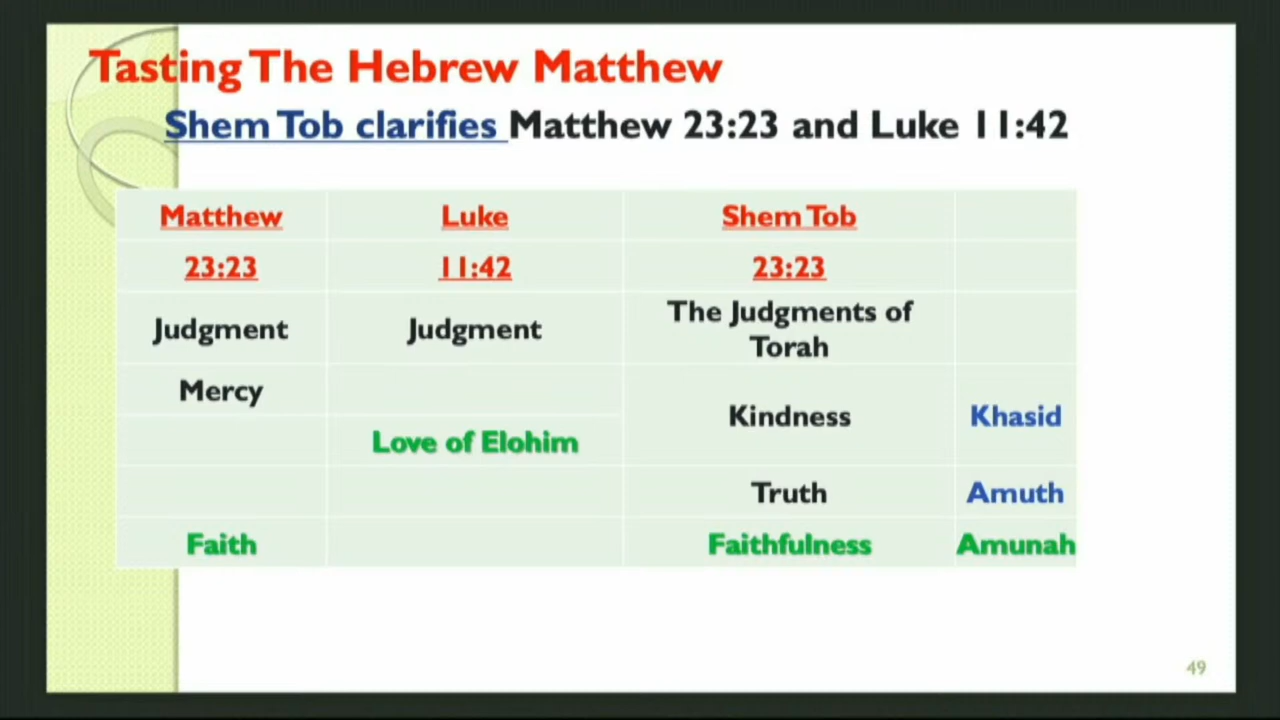 Tasting The Hebrew Matthew
Shem Tob clarifies Matthew 23:23 and Luke 11:42
Matthew Luke Shem Tob
23:23 11:42 23:23
Judgment Judgment The Judgments of
Torah
Mercy
Kindness Khasid
Love of Elohim
Truth Amuth
Faith Faithfulness Amunah
49